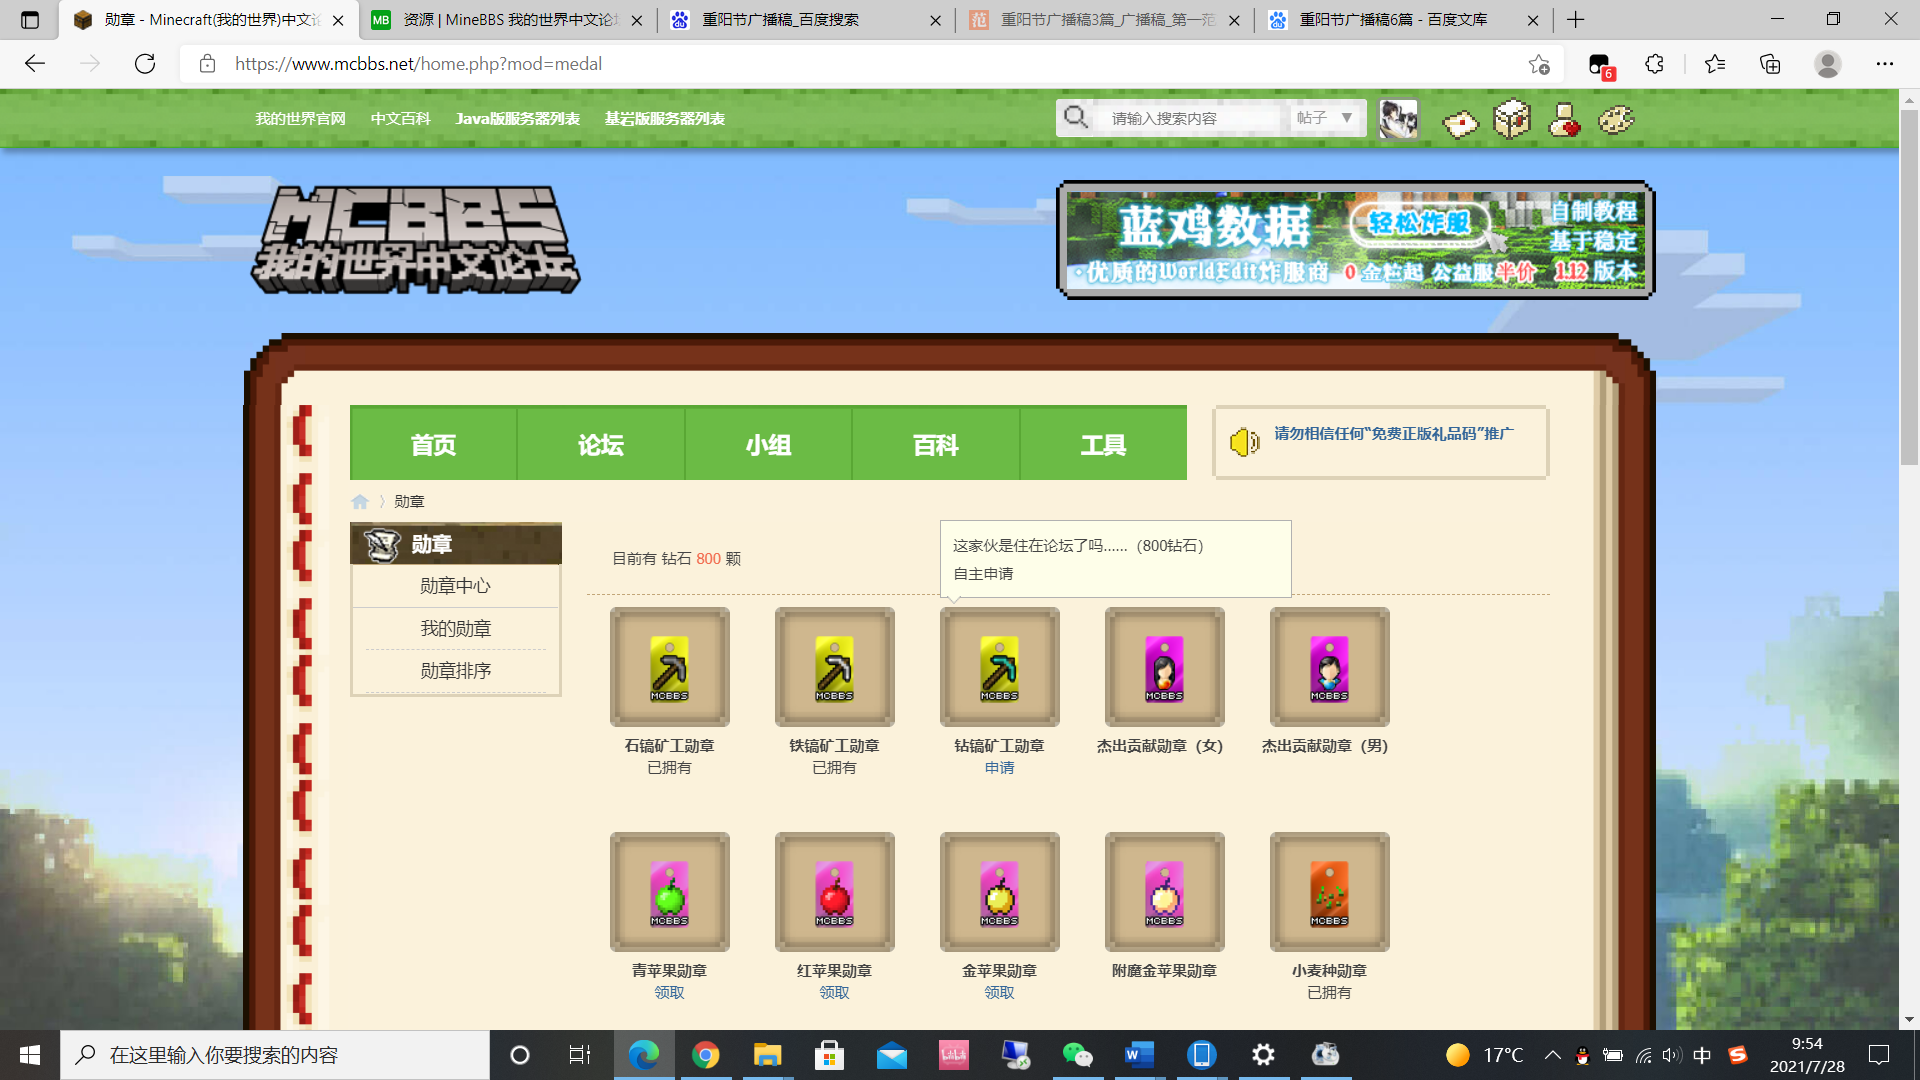 勋章 - Minecraft(我的世界)中文论
资源 | MineBBS 我的世界中文论坛
重阳节广播稿_百度搜索
重阳节广播稿3篇_广播稿_第一范
重阳节广播稿6篇 - 百度文库
https://www.mcbbs.net/home.php?mod=medal
6
我的世界官网 中文百科 Java版服务器列表 基岩版服务器列表
请输入搜索内容 帖子
MCBBS
我的世界中文论坛
蓝鸡数据 轻松炸服 自制教程
基于稳定
·优质的WorldEdit炸服商 0金粒起 公益服半价 1.12 版本
首页 论坛 小组 百科 工具
请勿相信任何“免费正版礼品码”推广
勋章
勋章
勋章中心
我的勋章
勋章排序
目前有 钻石 800 颗
这家伙是住在论坛了吗……（800钻石）
自主申请
MCBBS MCBBS MCBBS MCBBS MCBBS
石镐矿工勋章 铁镐矿工勋章 钻镐矿工勋章 杰出贡献勋章（女） 杰出贡献勋章（男）
已拥有 已拥有 申请
MCBBS MCBBS MCBBS MCBBS MCBBS
青苹果勋章 红苹果勋章 金苹果勋章 附魔金苹果勋章 小麦种勋章
领取 领取 领取 已拥有
在这里输入你要搜索的内容
17°C
中
9:54
2021/7/28